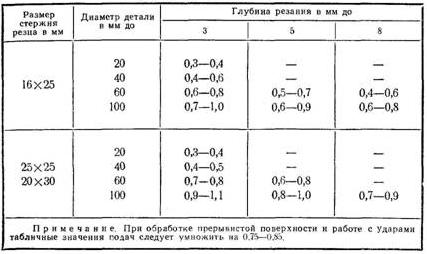 Размер стержня резца в мм | Диаметр детали в мм до | Глубина резания в мм до
3 | 5 | 8
16×25
20 | 0,3—0,4 | — | —
40 | 0,4—0,6 | — | —
60 | 0,6—0,8 | 0,5—0,7 | 0,4—0,6
100 | 0,7—1,0 | 0,6—0,9 | 0,6—0,8
25×25
20×30
20 | 0,3—0,4 | — | —
40 | 0,4—0,5 | — | —
60 | 0,7—0,8 | 0,6—0,8 | —
100 | 0,9—1,1 | 0,8—1,0 | 0,7—0,9
Примечание. При обработке прерывистой поверхности и работе с ударами
табличные значения подач следует умножить на 0,75—0,85.